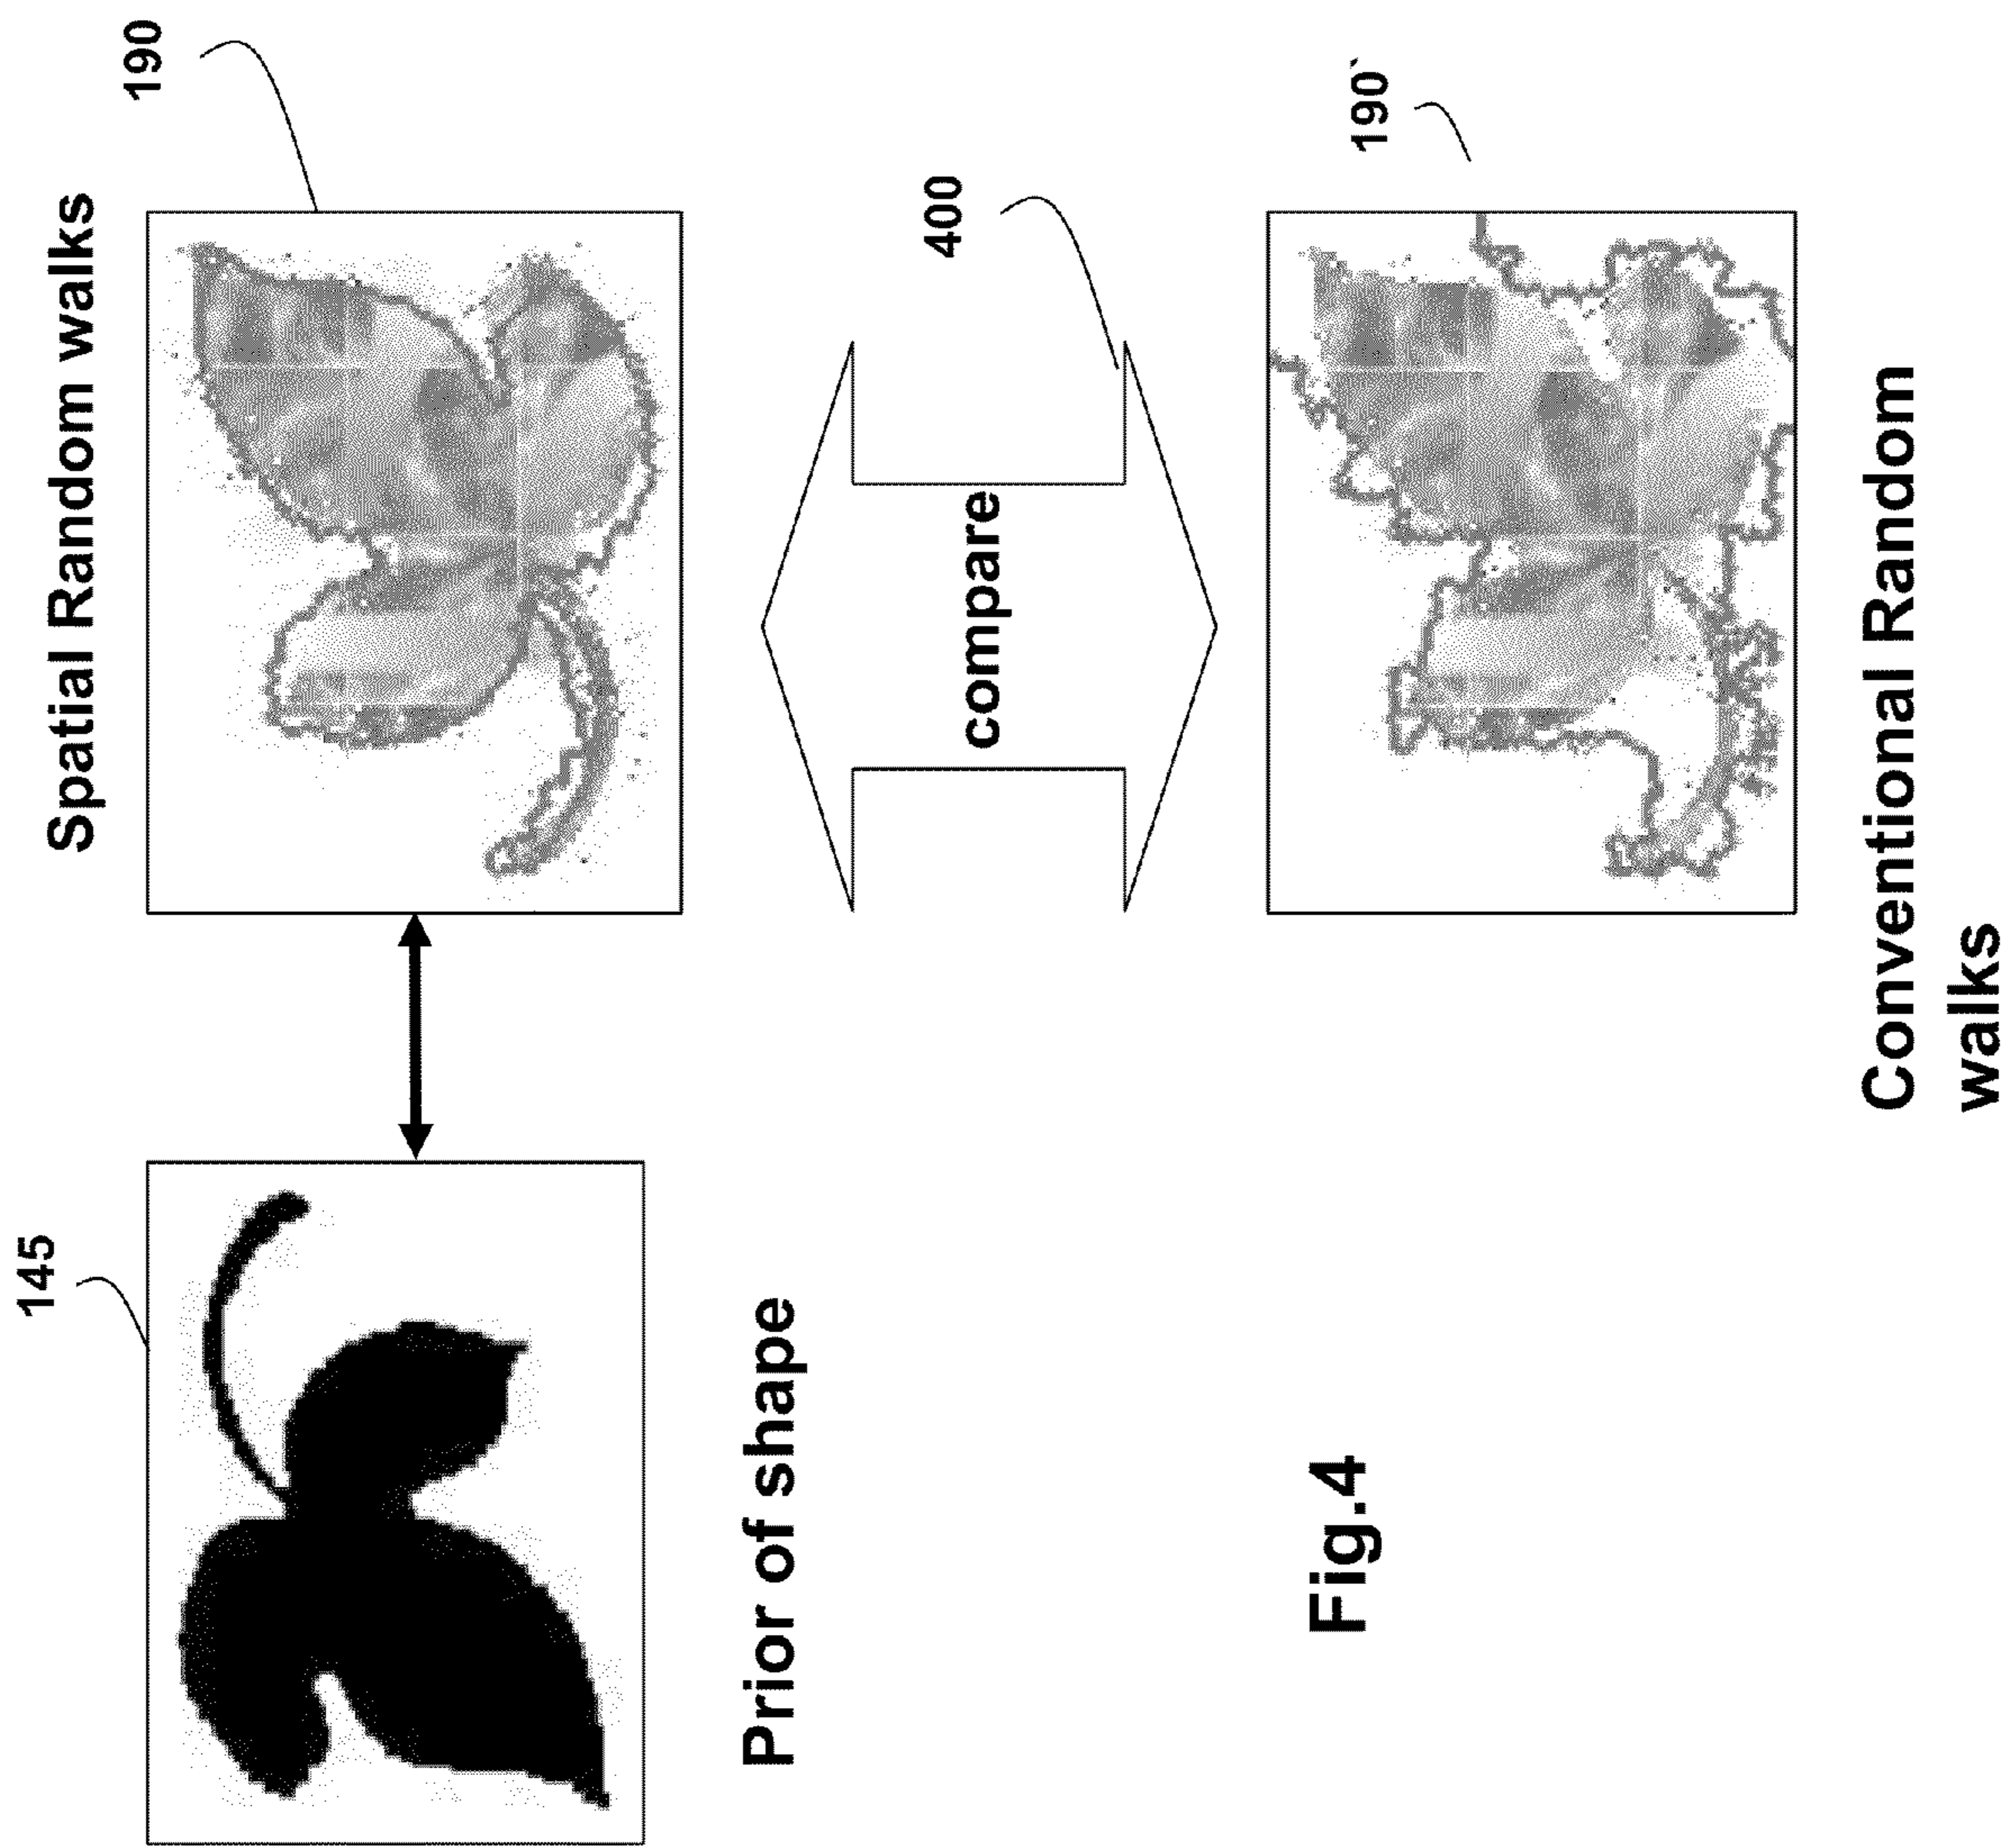 145
Spatial Random walks
190
Prior of shape
400
compare
Fig.4
190`
Conventional Random
walks